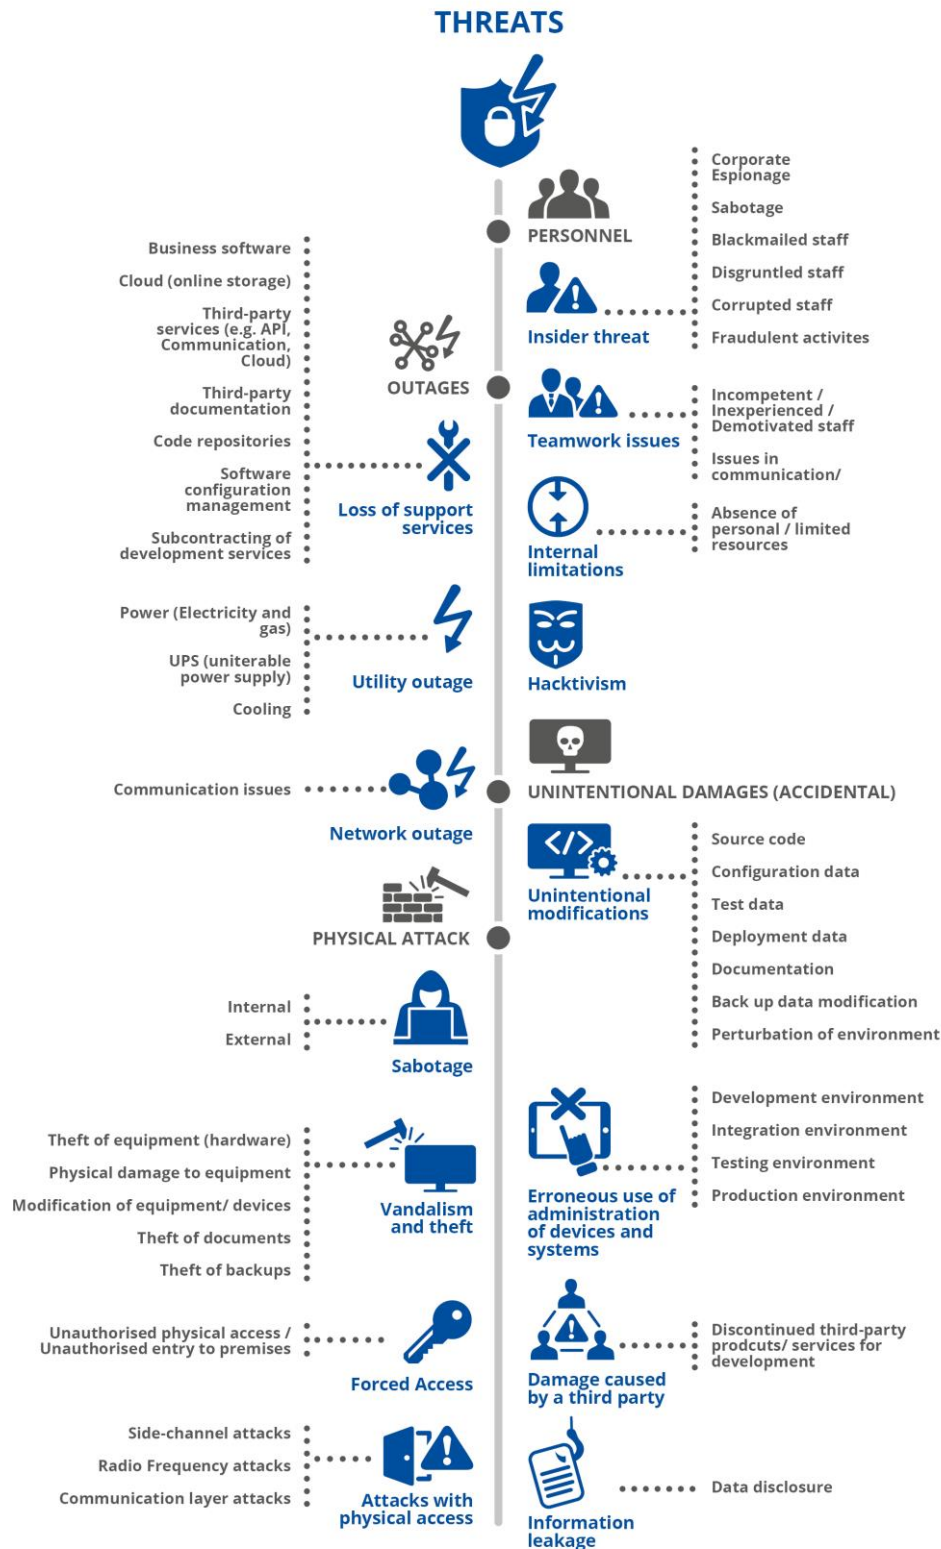 THREATS
PERSONNEL
Insider threat
Corporate
Espionage
Sabotage
Blackmailed staff
Disgruntled staff
Corrupted staff
Fraudulent activites
Teamwork issues
Incompetent /
Inexperienced /
Demotivated staff
Issues in
communication/
Internal
limitations
Absence of
personal / limited
resources
Hacktivism
OUTAGES
Business software
Cloud (online storage)
Third-party
services (e.g. API,
Communication,
Cloud)
Third-party
documentation
Code repositories
Software
configuration
management
Subcontracting of
development services
Loss of support
services
Power (Electricity and
gas)
UPS (uniterable
power supply)
Cooling
Utility outage
Communication issues
Network outage
UNINTENTIONAL DAMAGES (ACCIDENTAL)
Unintentional
modifications
Source code
Configuration data
Test data
Deployment data
Documentation
Back up data modification
Perturbation of environment
Erroneous use of
administration
of devices and
systems
Development environment
Integration environment
Testing environment
Production environment
Damage caused
by a third party
Discontinued third-party
prodcuts/ services for
development
Information
leakage
Data disclosure
PHYSICAL ATTACK
Internal
External
Sabotage
Theft of equipment (hardware)
Physical damage to equipment
Modification of equipment/ devices
Theft of documents
Theft of backups
Vandalism
and theft
Unauthorised physical access /
Unauthorised entry to premises
Forced Access
Side-channel attacks
Radio Frequency attacks
Communication layer attacks
Attacks with
physical access